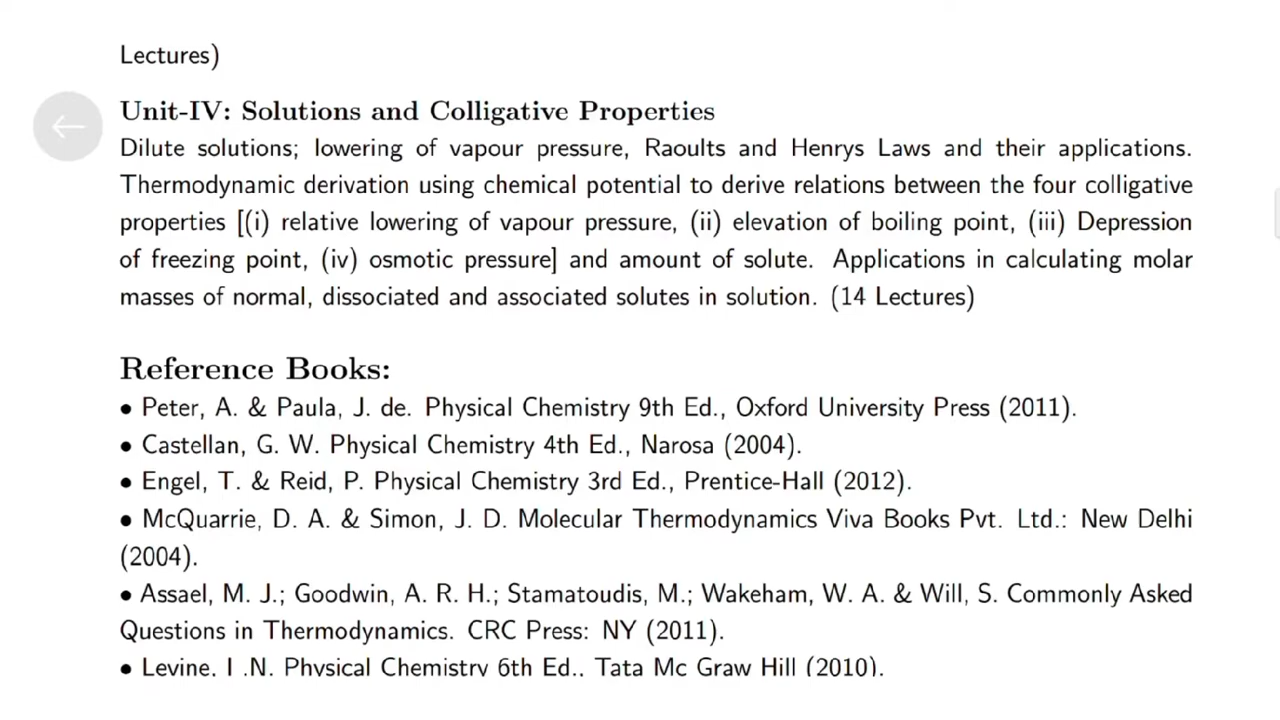 Lectures)
Unit-IV: Solutions and Colligative Properties
Dilute solutions; lowering of vapour pressure, Raoults and Henrys Laws and their applications.
Thermodynamic derivation using chemical potential to derive relations between the four colligative
properties [(i) relative lowering of vapour pressure, (ii) elevation of boiling point, (iii) Depression
of freezing point, (iv) osmotic pressure] and amount of solute. Applications in calculating molar
masses of normal, dissociated and associated solutes in solution. (14 Lectures)
Reference Books:
• Peter, A. & Paula, J. de. Physical Chemistry 9th Ed., Oxford University Press (2011).
• Castellan, G. W. Physical Chemistry 4th Ed., Narosa (2004).
• Engel, T. & Reid, P. Physical Chemistry 3rd Ed., Prentice-Hall (2012).
• McQuarrie, D. A. & Simon, J. D. Molecular Thermodynamics Viva Books Pvt. Ltd.: New Delhi
(2004).
• Assael, M. J.; Goodwin, A. R. H.; Stamatoudis, M.; Wakeham, W. A. & Will, S. Commonly Asked
Questions in Thermodynamics. CRC Press: NY (2011).
• Levine, I .N. Physical Chemistry 6th Ed., Tata Mc Graw Hill (2010).